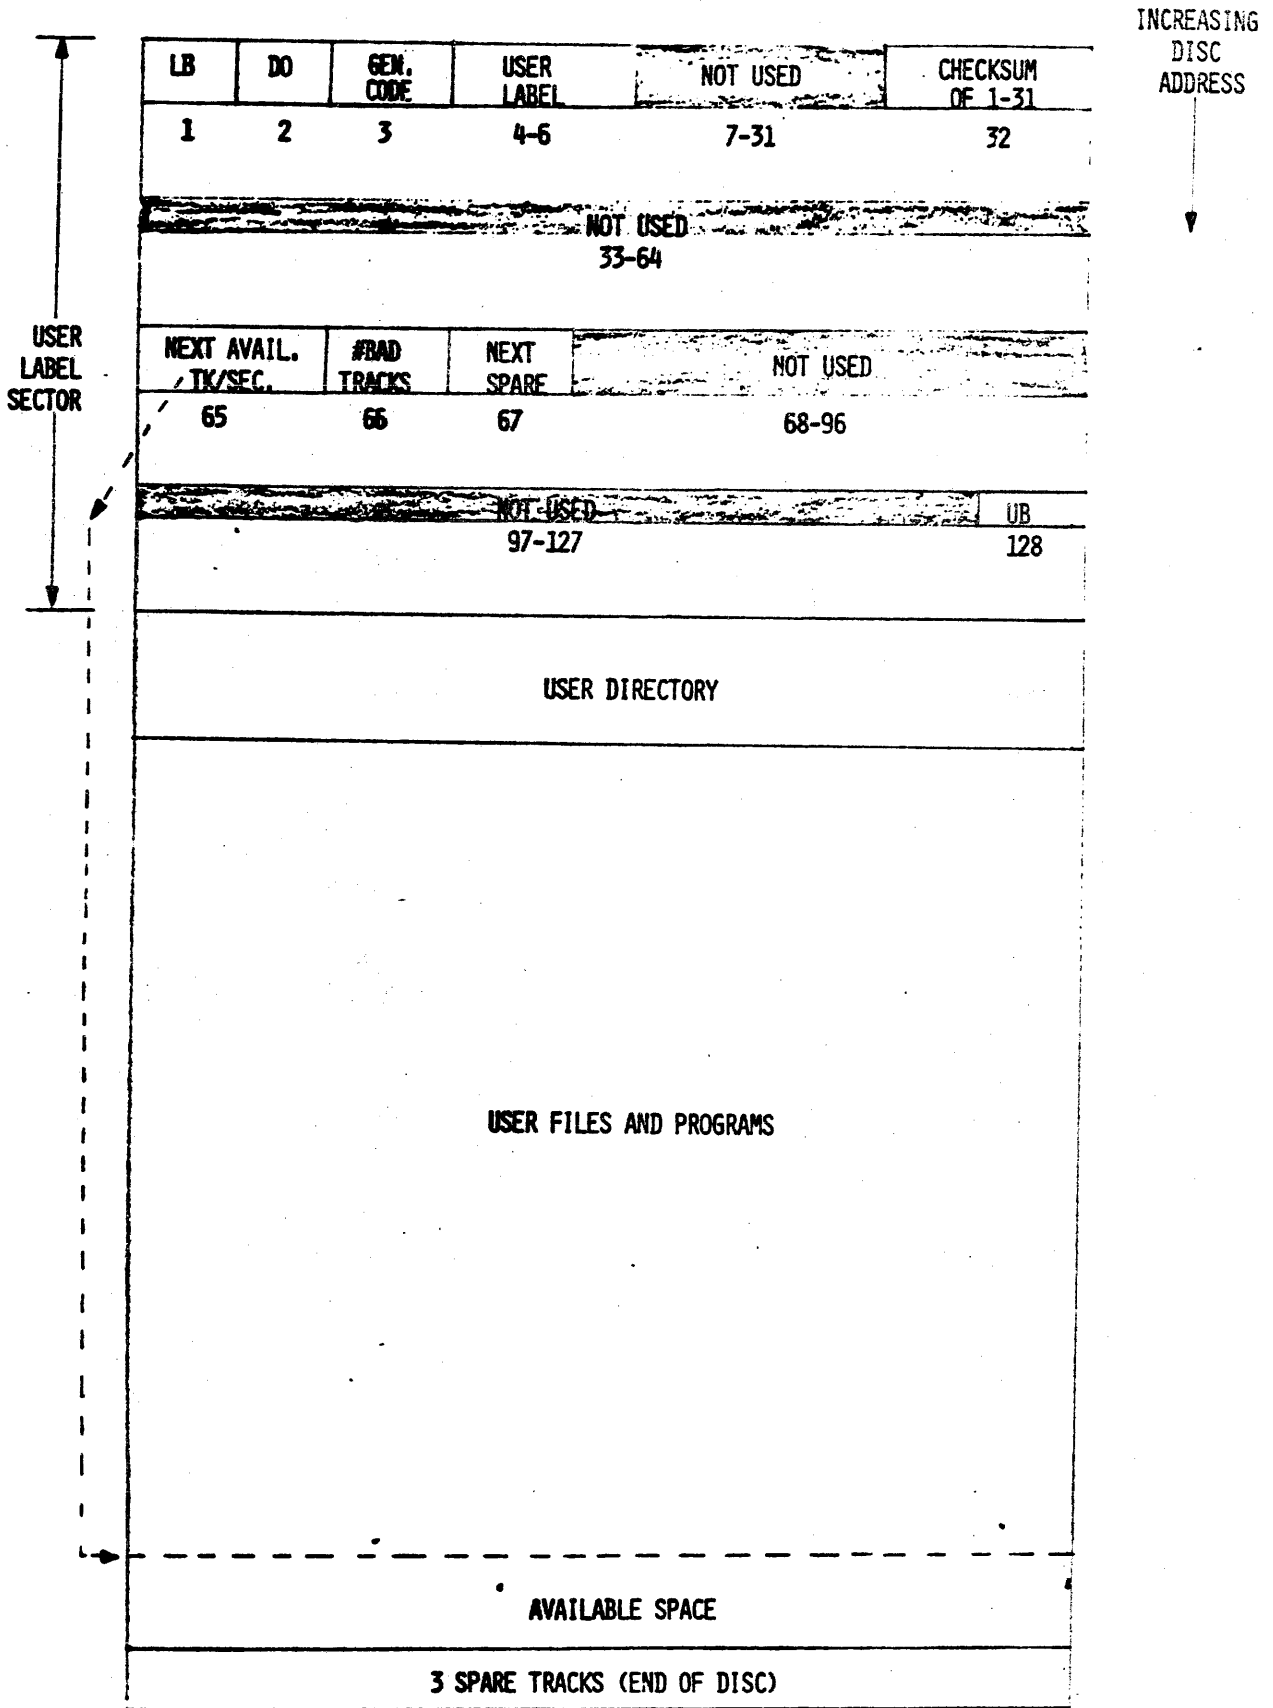 INCREASING
DISC
ADDRESS
LB DO GEN. CODE USER LABEL NOT USED CHECKSUM OF 1-31
1 2 3 4-6 7-31 32
NOT USED
33-64
USER
LABEL
SECTOR
NEXT AVAIL. TK/SEC. #BAD TRACKS NEXT SPARE NOT USED
65 66 67 68-96
NOT USED UB
97-127 128
USER DIRECTORY
USER FILES AND PROGRAMS
AVAILABLE SPACE
3 SPARE TRACKS (END OF DISC)